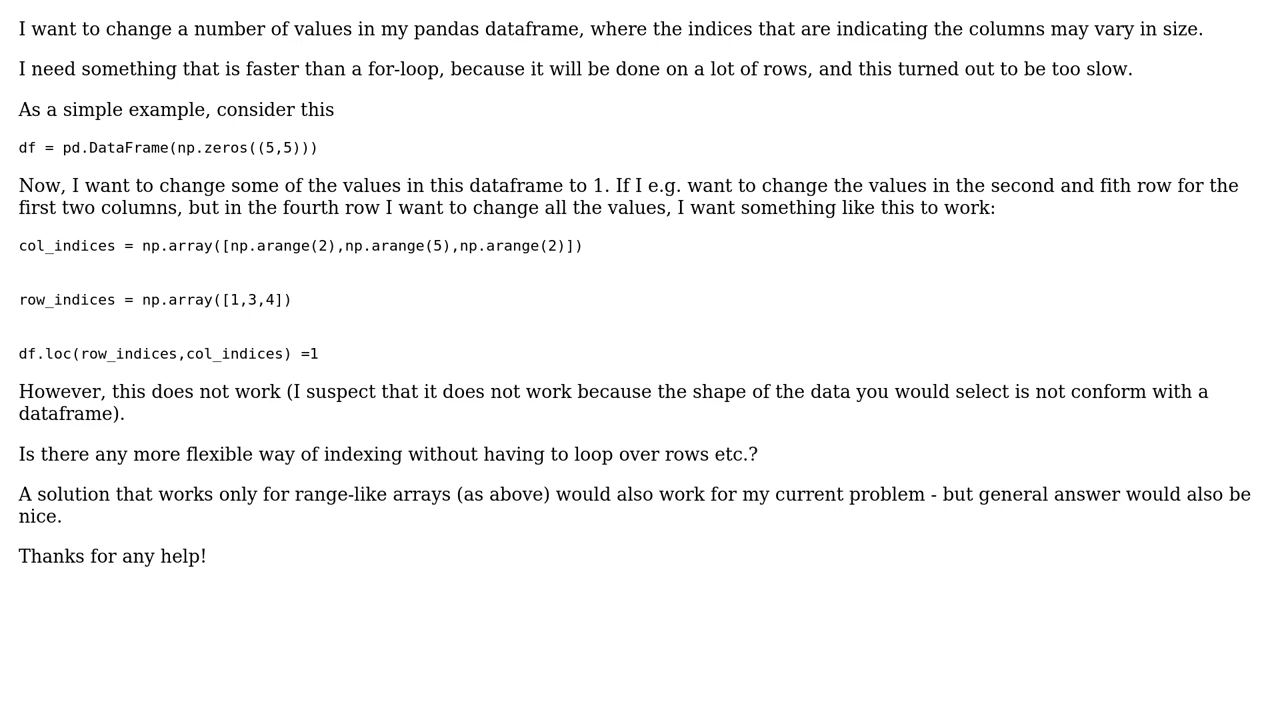 I want to change a number of values in my pandas dataframe, where the indices that are indicating the columns may vary in size.
I need something that is faster than a for-loop, because it will be done on a lot of rows, and this turned out to be too slow.
As a simple example, consider this
df = pd.DataFrame(np.zeros((5,5)))
Now, I want to change some of the values in this dataframe to 1. If I e.g. want to change the values in the second and fith row for the
first two columns, but in the fourth row I want to change all the values, I want something like this to work:
col_indices = np.array([np.arange(2),np.arange(5),np.arange(2)])
row_indices = np.array([1,3,4])
df.loc(row_indices,col_indices) =1
However, this does not work (I suspect that it does not work because the shape of the data you would select is not conform with a
dataframe).
Is there any more flexible way of indexing without having to loop over rows etc.?
A solution that works only for range-like arrays (as above) would also work for my current problem - but general answer would also be
nice.
Thanks for any help!